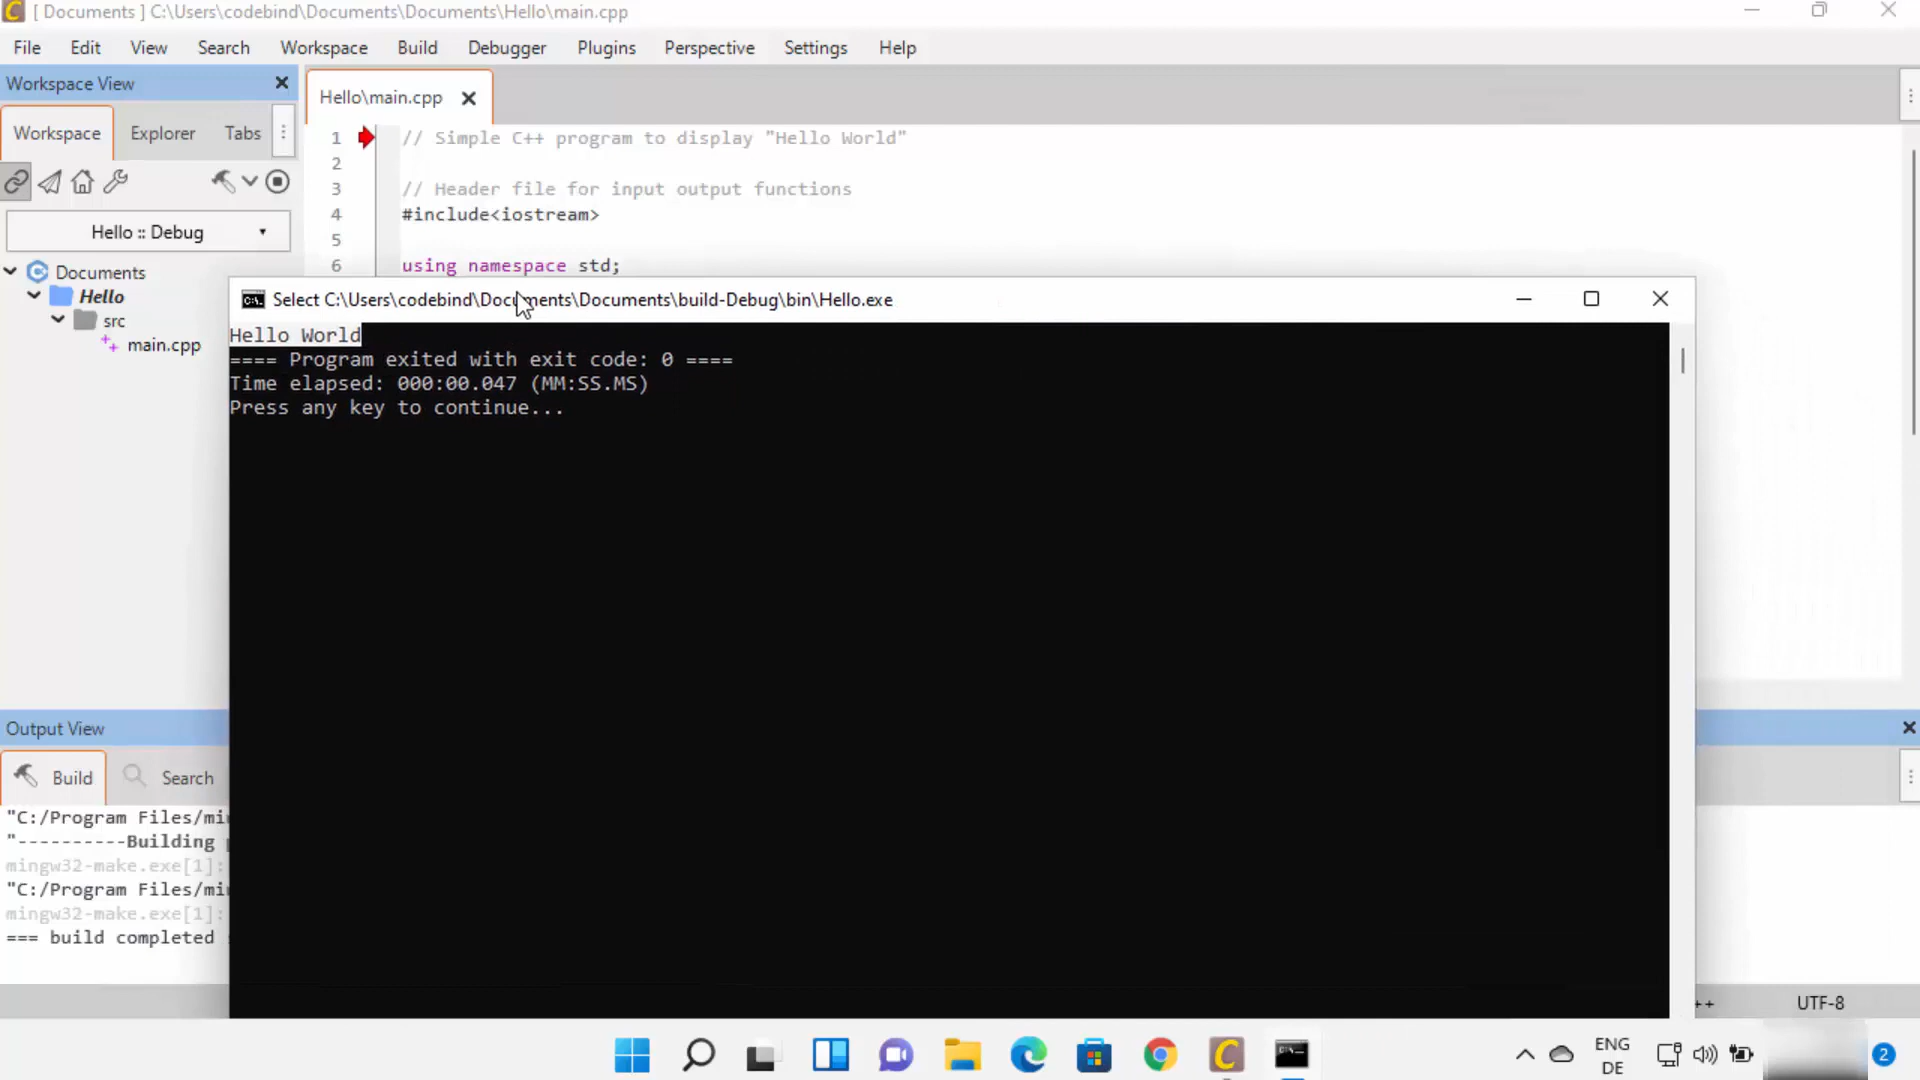 [ Documents ] C:\Users\codebind\Documents\Documents\Hello\main.cpp
File Edit View Search Workspace Build Debugger Plugins Perspective Settings Help
Workspace View
Hello\main.cpp
Workspace Explorer Tabs
1 // Simple C++ program to display "Hello World"
2
3 // Header file for input output functions
4 #include<iostream>
5
6 using namespace std;
Hello :: Debug
Documents
Hello
src
main.cpp
Select C:\Users\codebind\Documents\Documents\build-Debug\bin\Hello.exe
Hello World
==== Program exited with exit code: 0 ====
Time elapsed: 000:00.047 (MM:SS.MS)
Press any key to continue...
Output View
Build Search
"C:/Program Files/mi
"----------Building
mingw32-make.exe[1]:
"C:/Program Files/mi
mingw32-make.exe[1]:
=== build completed
++ UTF-8
ENG
DE
2